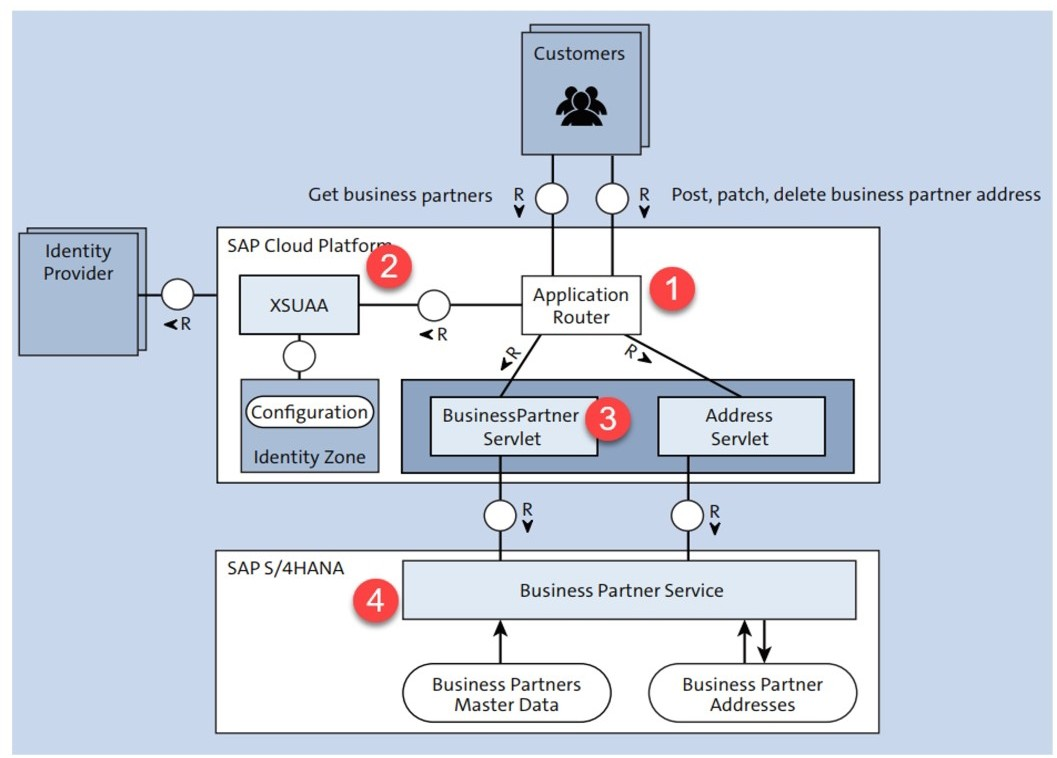 Customers
Get business partners
R
R
Post, patch, delete business partner address
Identity
Provider
R
SAP Cloud Platform
2
XSUAA
R
Application
Router
1
R
R
Configuration
Identity Zone
BusinessPartner
Servlet
3
Address
Servlet
R
R
SAP S/4HANA
4
Business Partner Service
Business Partners
Master Data
Business Partner
Addresses